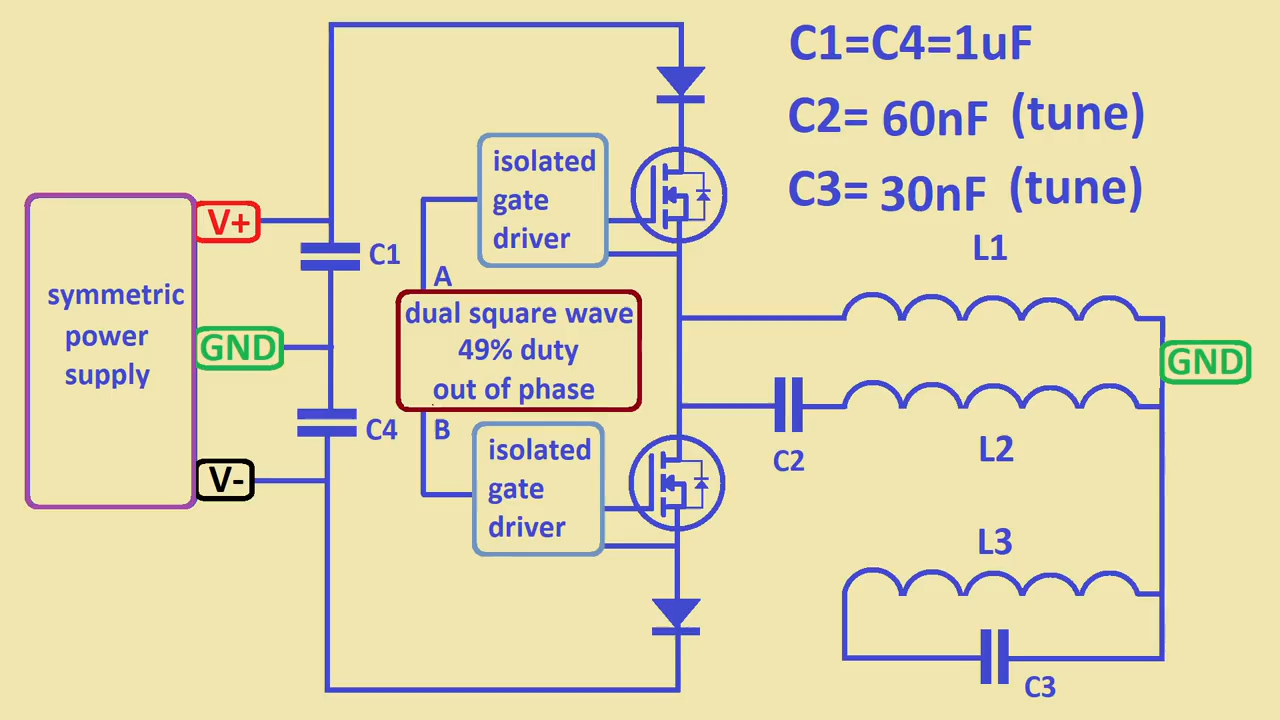 C1=C4=1uF
C2= 60nF (tune)
C3= 30nF (tune)
L1
isolated
gate
driver
V+
C1
A
symmetric
power
supply
GND
dual square wave
49% duty
out of phase
GND
C4
B
V-
isolated
gate
driver
C2
L2
L3
C3